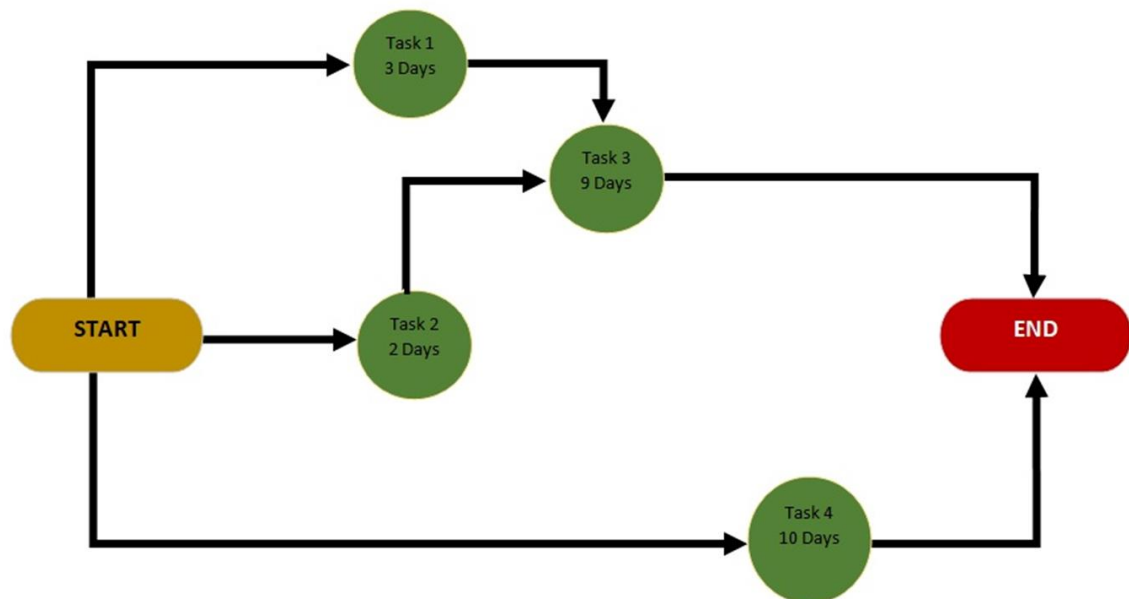 Task 1
3 Days
Task 3
9 Days
START
Task 2
2 Days
END
Task 4
10 Days